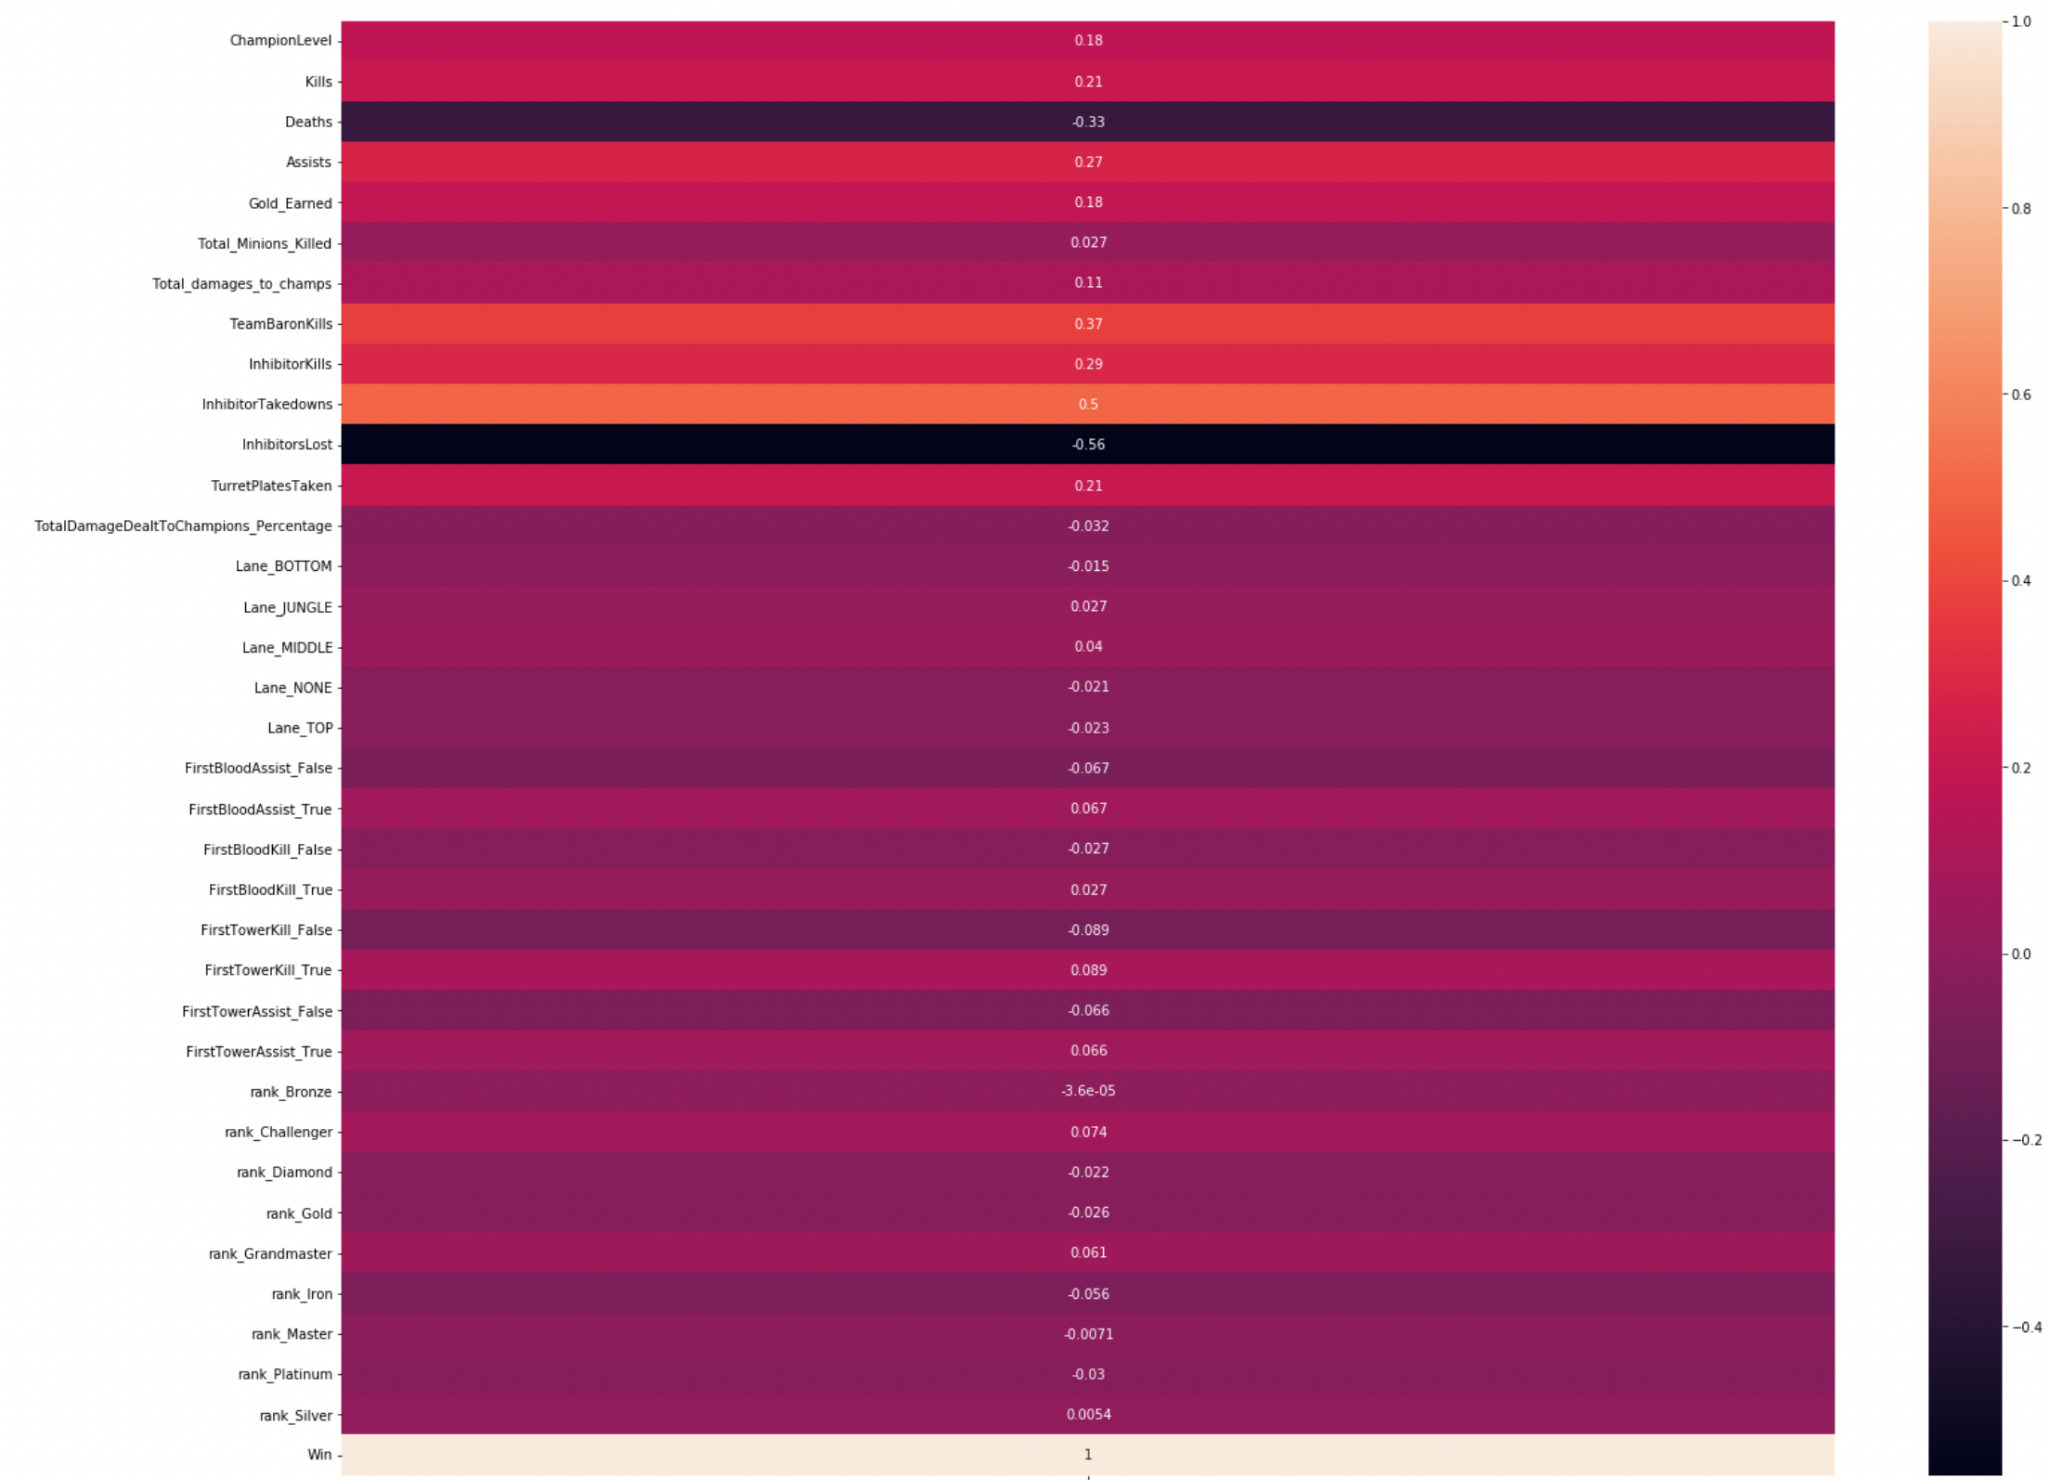 ChampionLevel 0.18
Kills 0.21
Deaths -0.33
Assists 0.27
Gold_Earned 0.18
Total_Minions_Killed 0.027
Total_damages_to_champs 0.11
TeamBaronKills 0.37
InhibitorKills 0.29
InhibitorTakedowns 0.5
InhibitorsLost -0.56
TurretPlatesTaken 0.21
TotalDamageDealtToChampions_Percentage -0.032
Lane_BOTTOM -0.015
Lane_JUNGLE 0.027
Lane_MIDDLE 0.04
Lane_NONE -0.021
Lane_TOP -0.023
FirstBloodAssist_False -0.067
FirstBloodAssist_True 0.067
FirstBloodKill_False -0.027
FirstBloodKill_True 0.027
FirstTowerKill_False -0.089
FirstTowerKill_True 0.089
FirstTowerAssist_False -0.066
FirstTowerAssist_True 0.066
rank_Bronze -3.6e-05
rank_Challenger 0.074
rank_Diamond -0.022
rank_Gold -0.026
rank_Grandmaster 0.061
rank_Iron -0.056
rank_Master -0.0071
rank_Platinum -0.03
rank_Silver 0.0054
Win 1
1.0
0.8
0.6
0.4
0.2
0.0
−0.2
−0.4